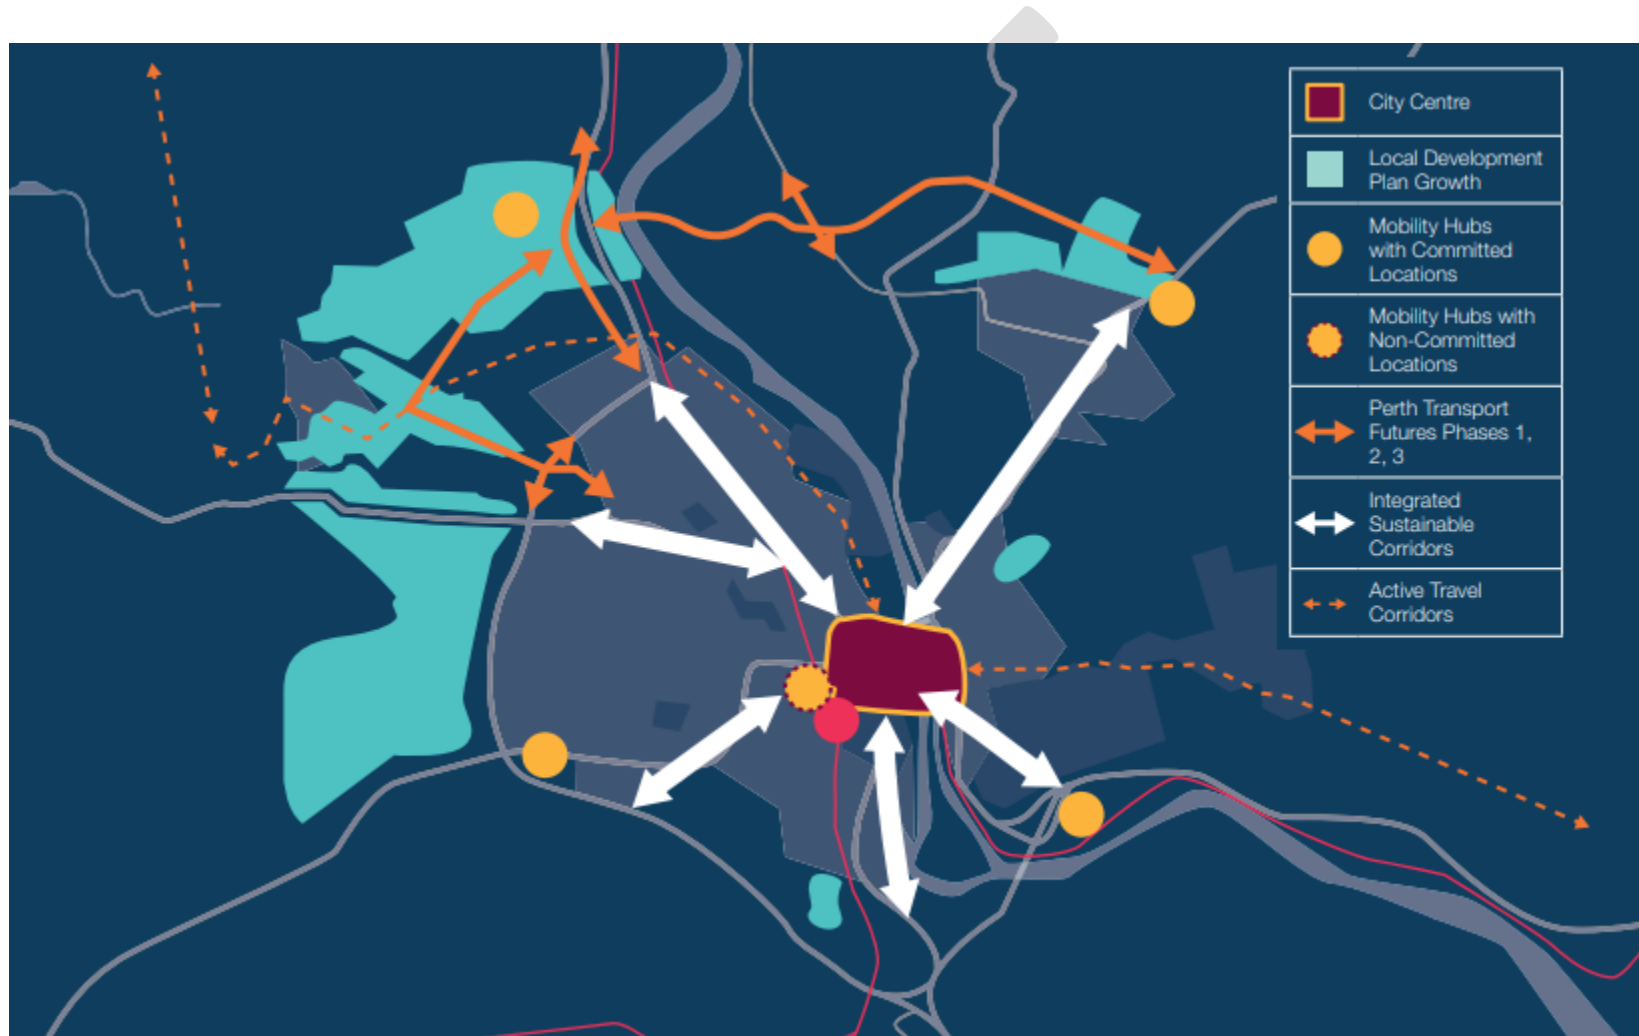 City Centre
Local Development
Plan Growth
Mobility Hubs
with Committed
Locations
Mobility Hubs with
Non-Committed
Locations
Perth Transport
Futures Phases 1,
2, 3
Integrated
Sustainable
Corridors
Active Travel
Corridors